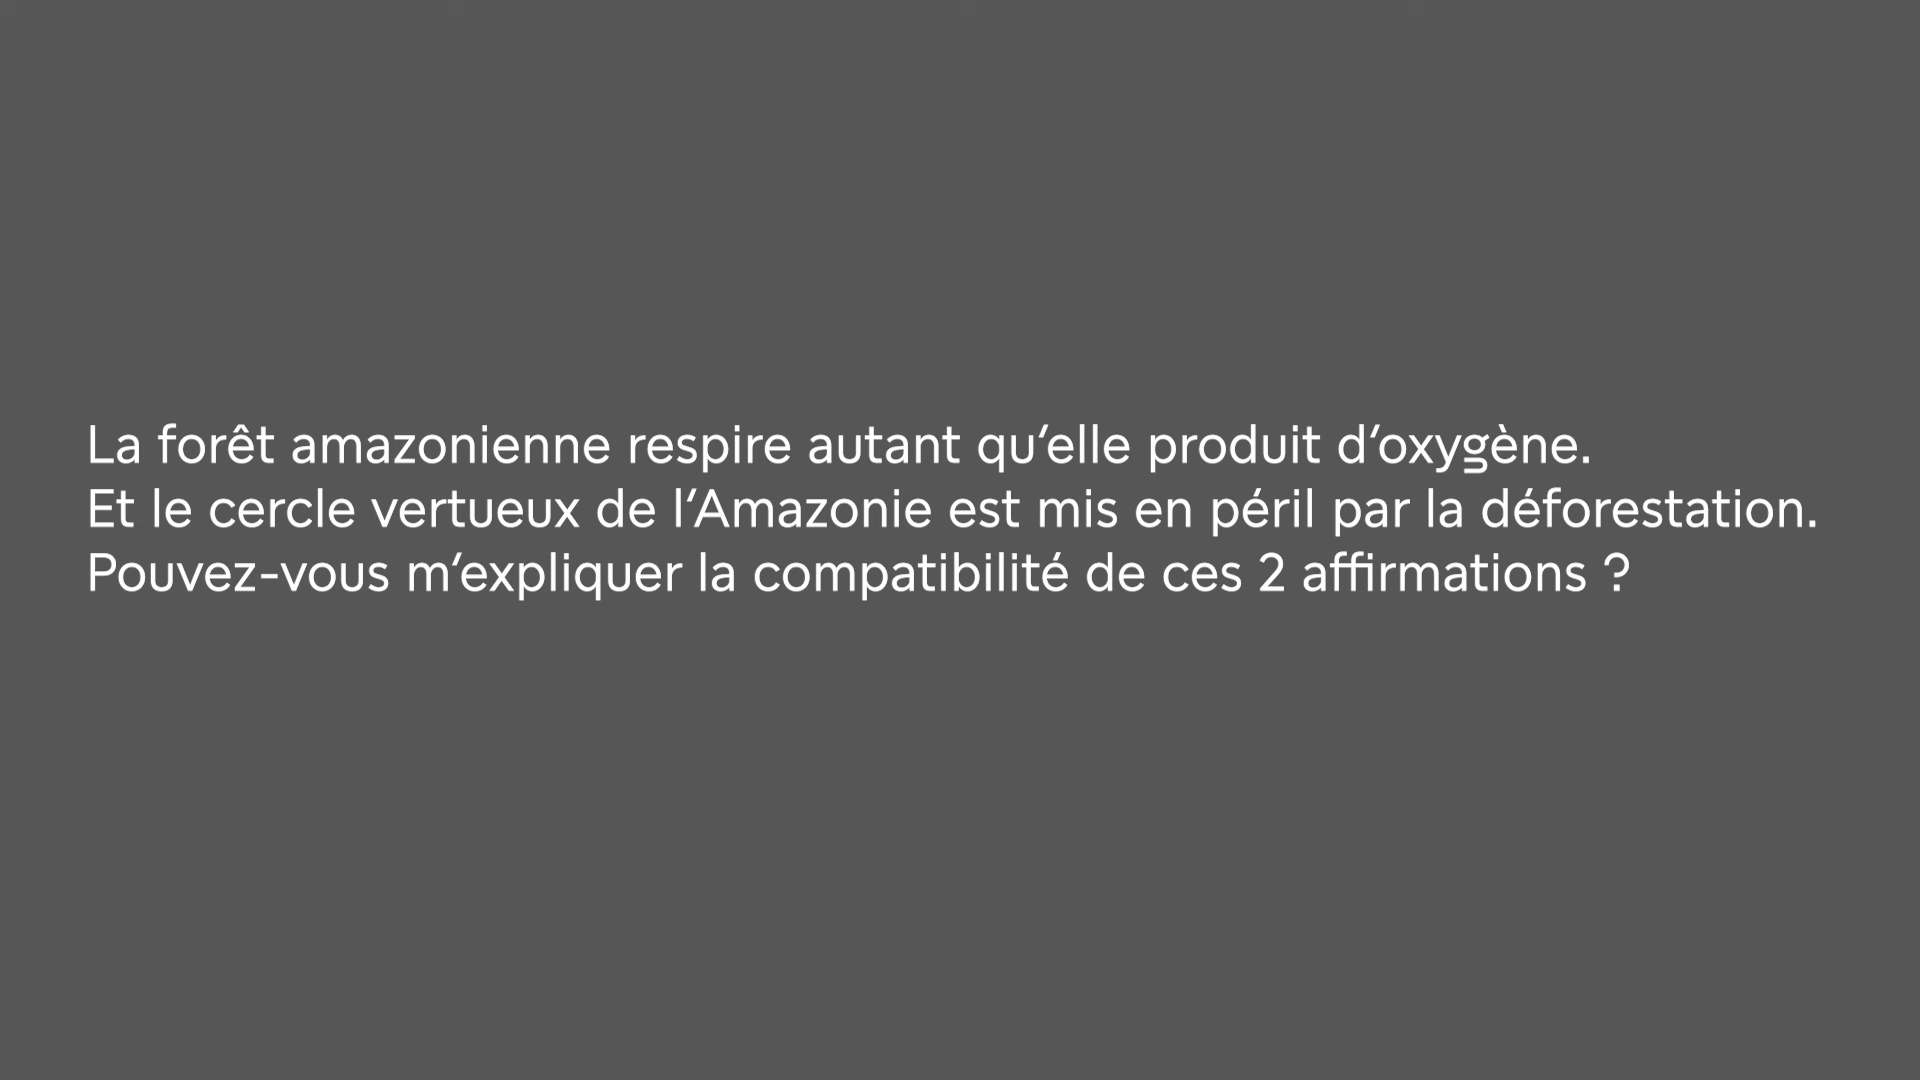 La forêt amazonienne respire autant qu’elle produit d’oxygène.
Et le cercle vertueux de l’Amazonie est mis en péril par la déforestation.
Pouvez-vous m’expliquer la compatibilité de ces 2 affirmations ?